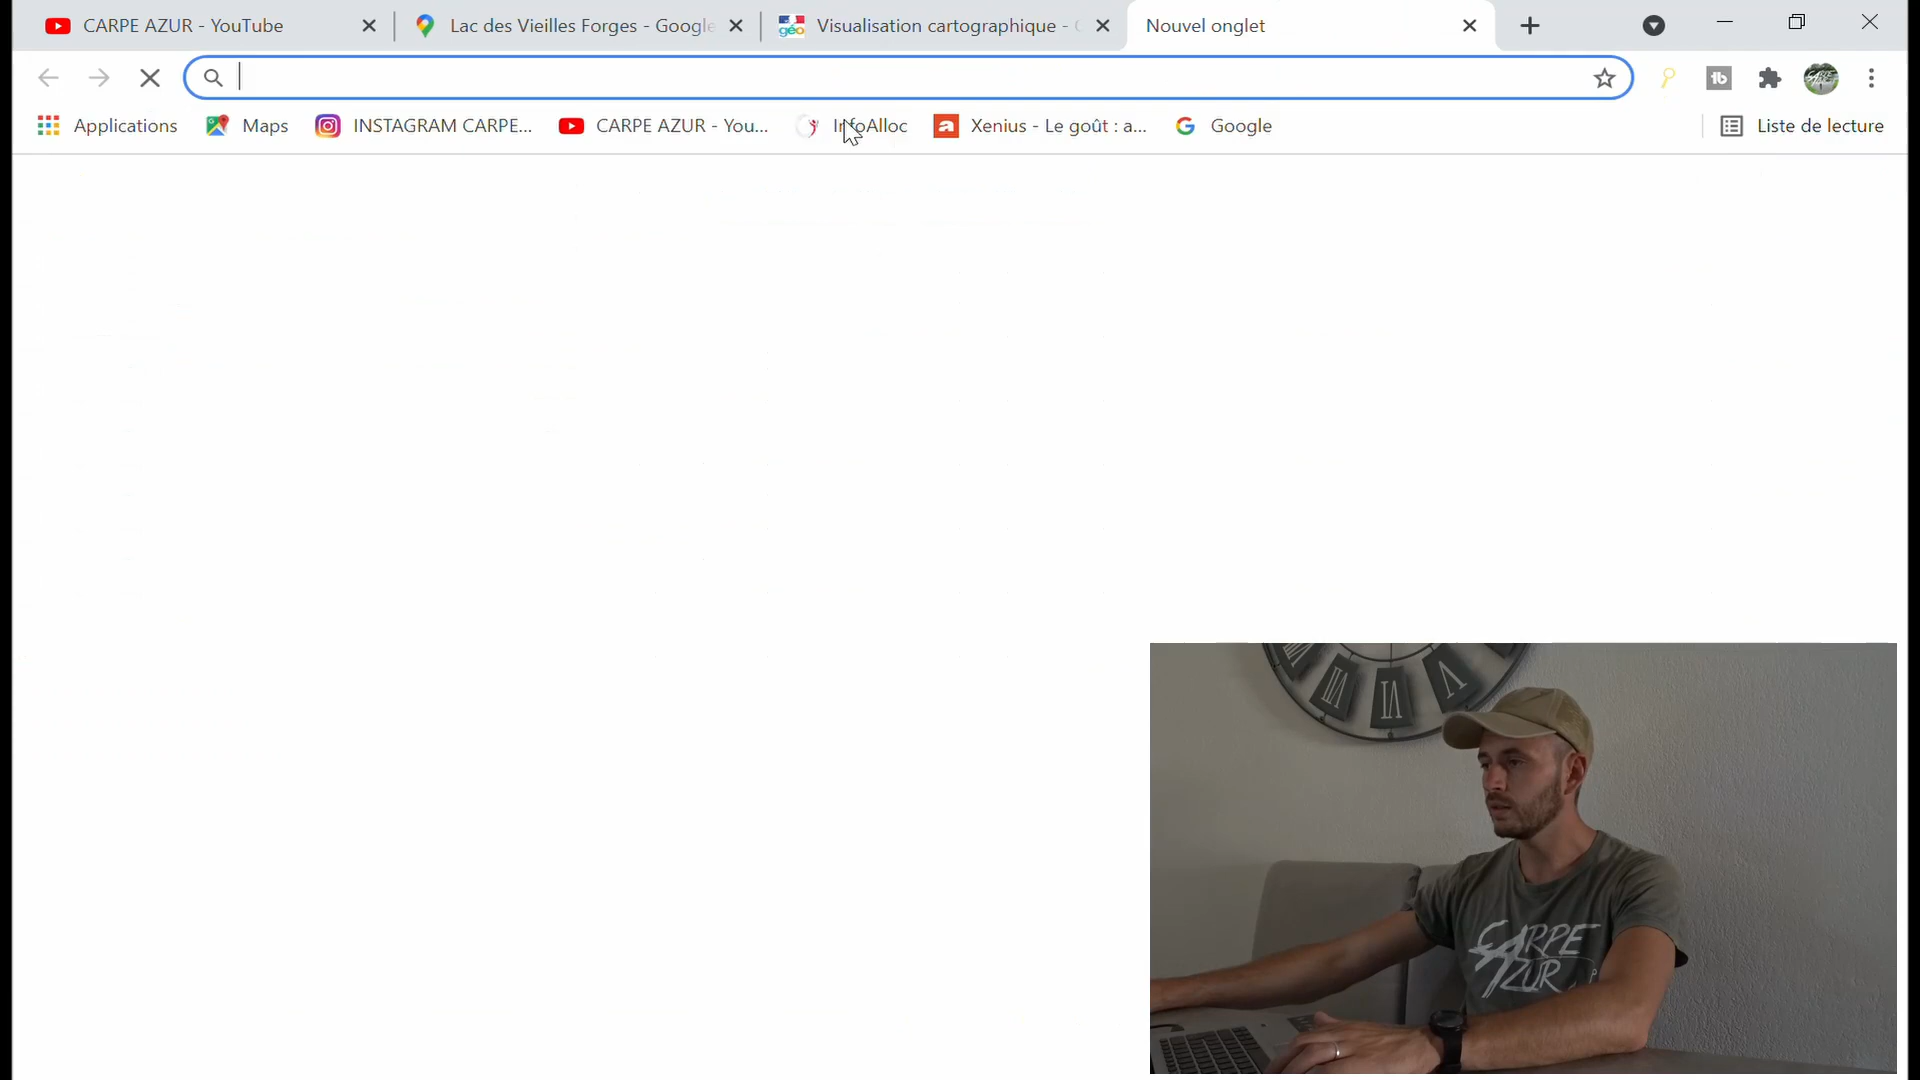 CARPE AZUR - YouTube
Lac des Vieilles Forges - Google
Visualisation cartographique -
Nouvel onglet
Applications
Maps
INSTAGRAM CARPE...
CARPE AZUR - You...
InfoAlloc
Xenius - Le goût : a...
Google
Liste de lecture
CARPE
AZUR